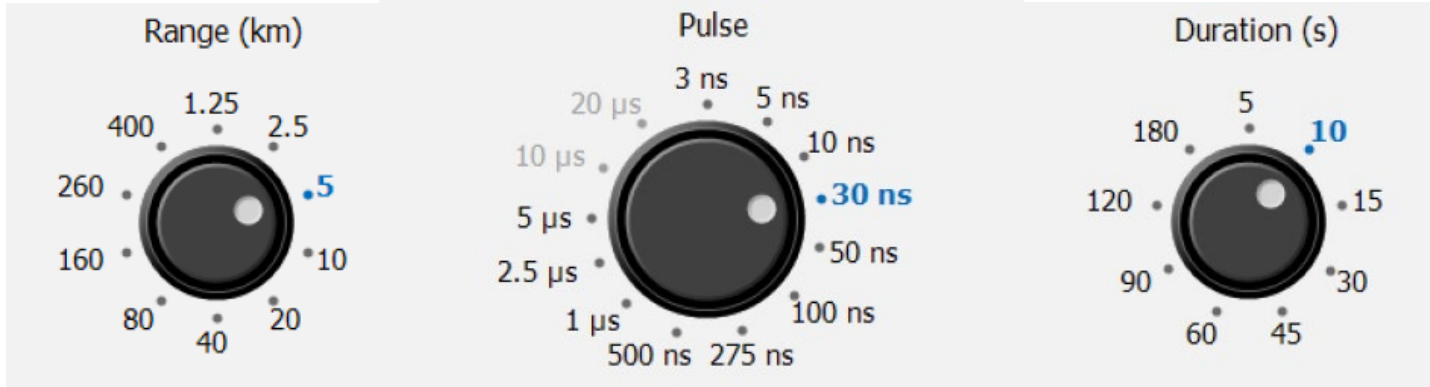 Range (km)
1.25
2.5
5
10
20
40
80
160
260
400
Pulse
3 ns
5 ns
10 ns
30 ns
50 ns
100 ns
275 ns
500 ns
1 µs
2.5 µs
5 µs
10 µs
20 µs
Duration (s)
5
10
15
30
45
60
90
120
180